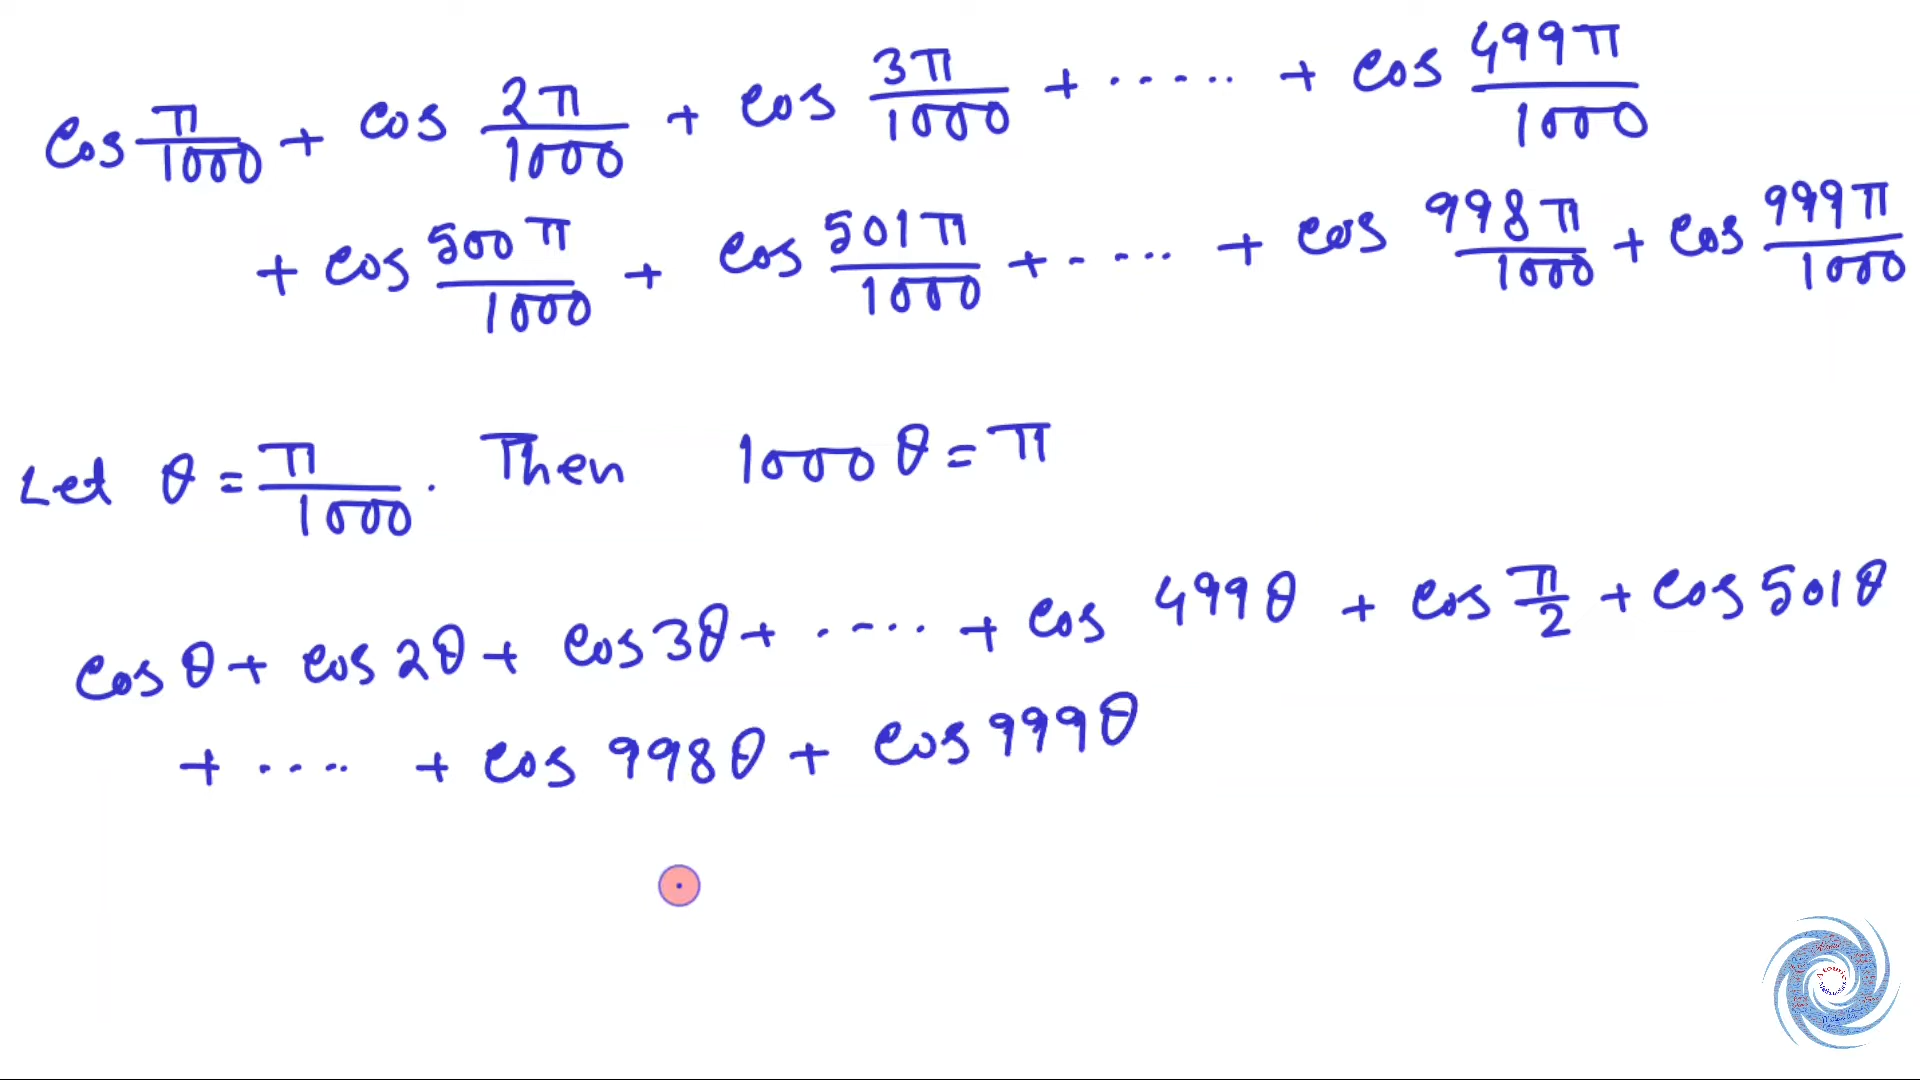 cos π/1000 + cos 2π/1000 + cos 3π/1000 + ..... + cos 499π/1000
+ cos 500π/1000 + cos 501π/1000 + ..... + cos 998π/1000 + cos 999π/1000
Let θ = π/1000 . Then 1000θ = π
cos θ + cos 2θ + cos 3θ + ..... + cos 499θ + cos π/2 + cos 501θ
+ .... + cos 998θ + cos 999θ